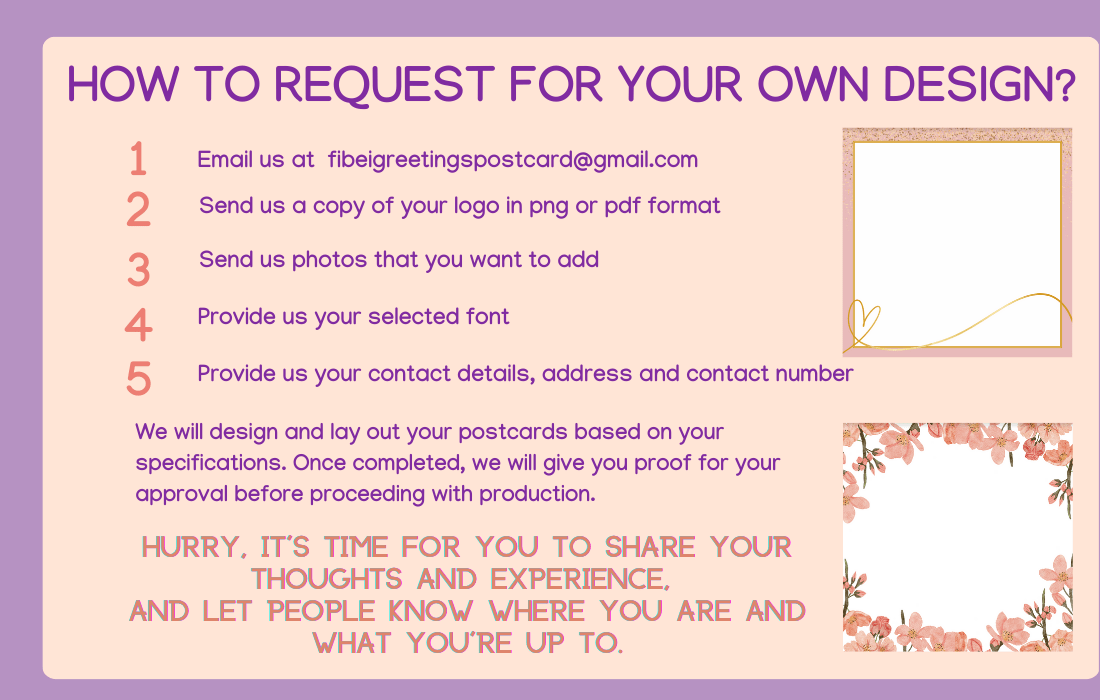 HOW TO REQUEST FOR YOUR OWN DESIGN?
1 Email us at fibeigreetingspostcard@gmail.com
2 Send us a copy of your logo in png or pdf format
3 Send us photos that you want to add
4 Provide us your selected font
5 Provide us your contact details, address and contact number
We will design and lay out your postcards based on your
specifications. Once completed, we will give you proof for your
approval before proceeding with production.
HURRY, IT'S TIME FOR YOU TO SHARE YOUR
THOUGHTS AND EXPERIENCE,
AND LET PEOPLE KNOW WHERE YOU ARE AND
WHAT YOU'RE UP TO.